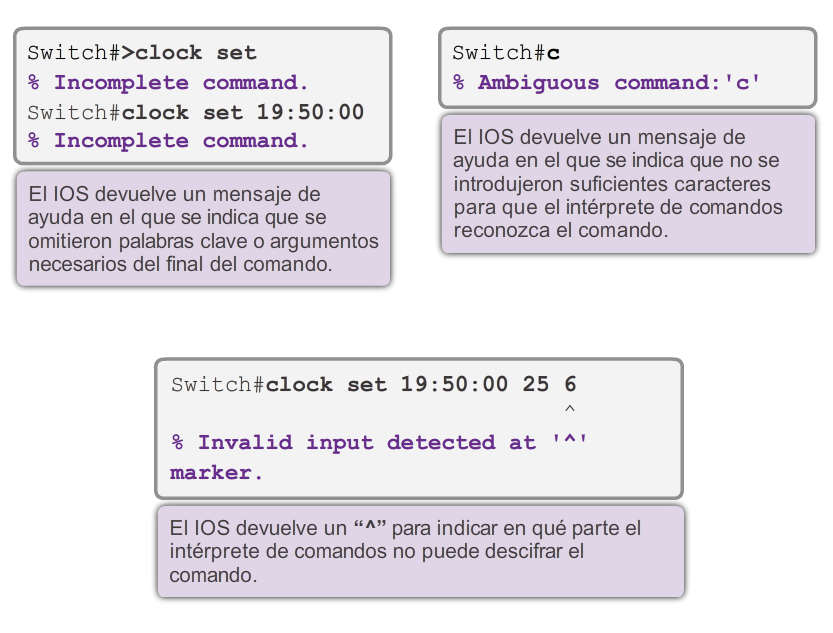 Switch#>clock set
% Incomplete command.
Switch#clock set 19:50:00
% Incomplete command.
El IOS devuelve un mensaje de
ayuda en el que se indica que se
omitieron palabras clave o argumentos
necesarios del final del comando.
Switch#c
% Ambiguous command:'c'
El IOS devuelve un mensaje de
ayuda en el que se indica que no se
introdujeron suficientes caracteres
para que el intérprete de comandos
reconozca el comando.
Switch#clock set 19:50:00 25 6
^
% Invalid input detected at '^'
marker.
El IOS devuelve un “^” para indicar en qué parte el
intérprete de comandos no puede descifrar el
comando.